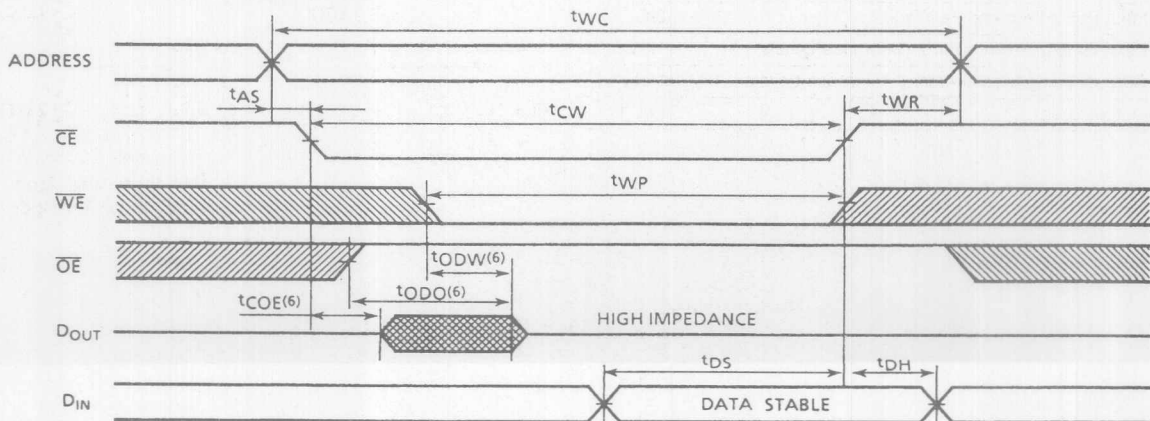 tWC
ADDRESS
tAS
tCW
tWR
CE
tWP
WE
OE
tODW(6)
tODO(6)
tCOE(6)
DOUT
HIGH IMPEDANCE
tDS
tDH
DIN
DATA STABLE